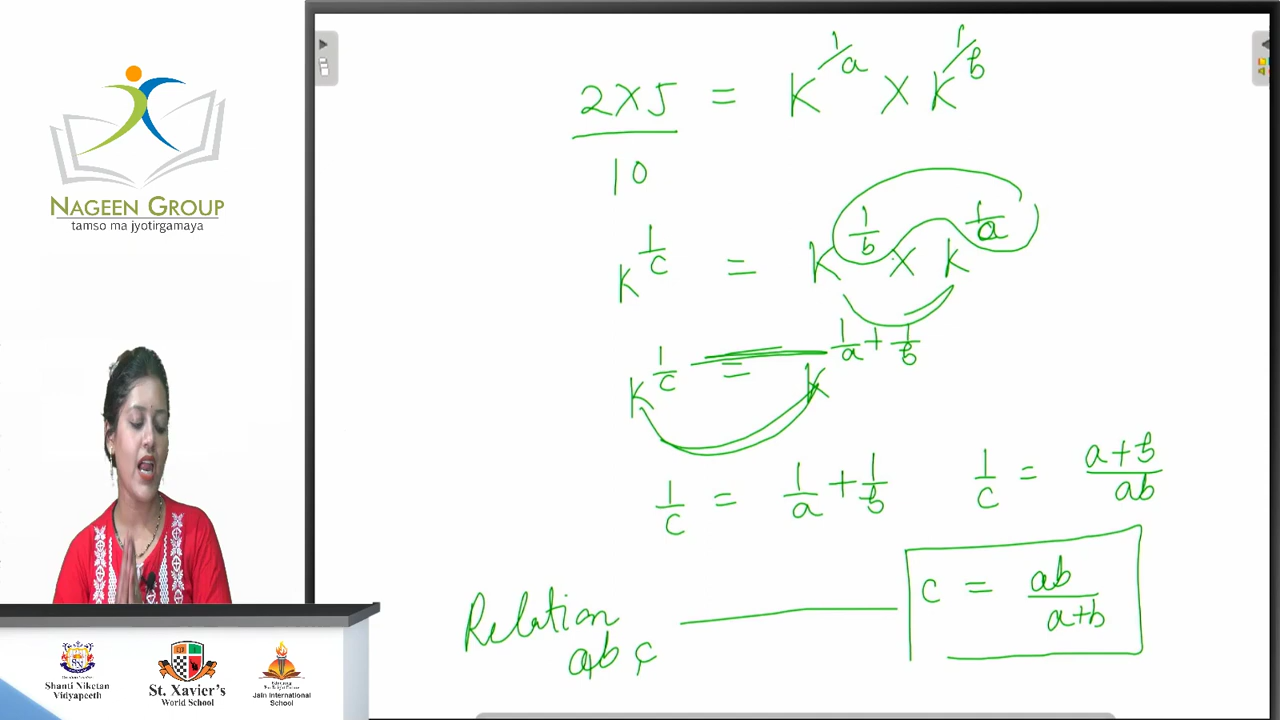 2 × 5 = K^(1/a) × K^(1/b)
10
K^(1/c) = K^(1/b) × K^(1/a)
K^(1/c) = K^(1/a + 1/b)
1/c = 1/a + 1/b
1/c = (a+b)/ab
c = ab/(a+b)
Relation
a,b,c
NAGEEN GROUP
tamso ma jyotirgamaya
Shanti Niketan
Vidyapeeth
St. Xavier's
World School
Jain International
School